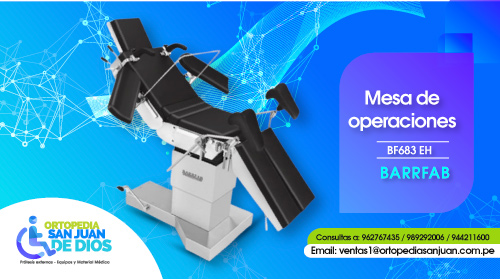 Mesa de
operaciones
BF683 EH
BARRFAB
BARRFAB
ORTOPEDIA
SAN JUAN
DE DIOS
Prótesis externas - Equipos y Material Médico
Consultas a: 962767435 / 989292006 / 944211600
Email: ventas1@ortopediasanjuan.com.pe